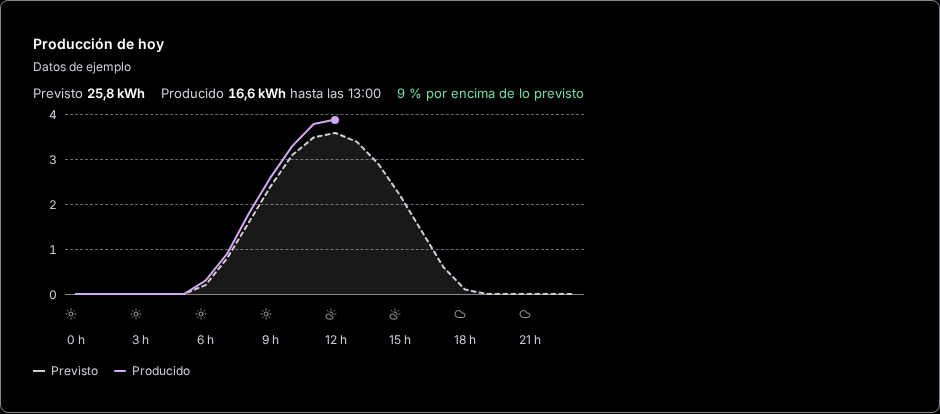 Producción de hoy
Datos de ejemplo
Previsto 25,8 kWh Producido 16,6 kWh hasta las 13:00 9 % por encima de lo previsto
4
3
2
1
0
0 h 3 h 6 h 9 h 12 h 15 h 18 h 21 h
Previsto Producido